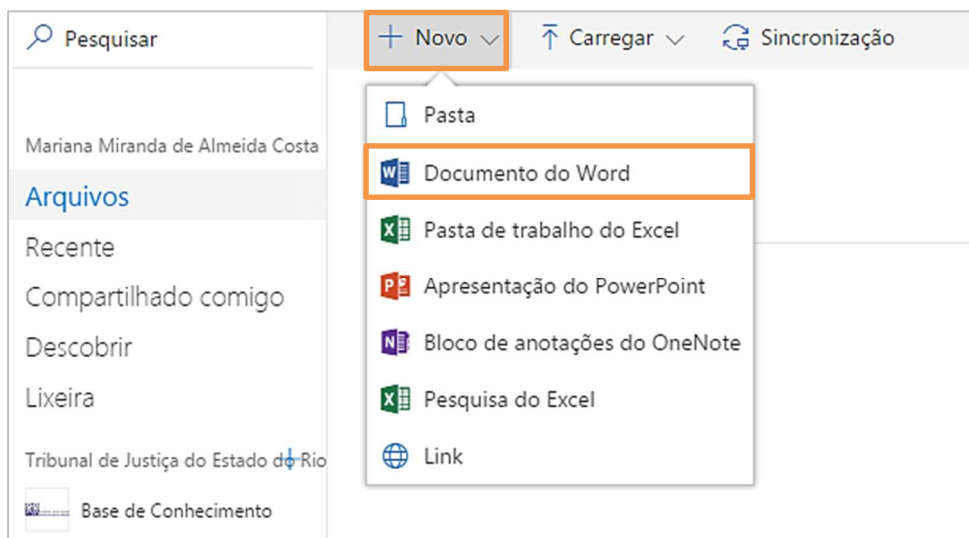 Pesquisar
Novo
Carregar
Sincronização
Mariana Miranda de Almeida Costa
Arquivos
Recente
Compartilhado comigo
Descobrir
Lixeira
Tribunal de Justiça do Estado do Rio
Base de Conhecimento
Pasta
Documento do Word
Pasta de trabalho do Excel
Apresentação do PowerPoint
Bloco de anotações do OneNote
Pesquisa do Excel
Link